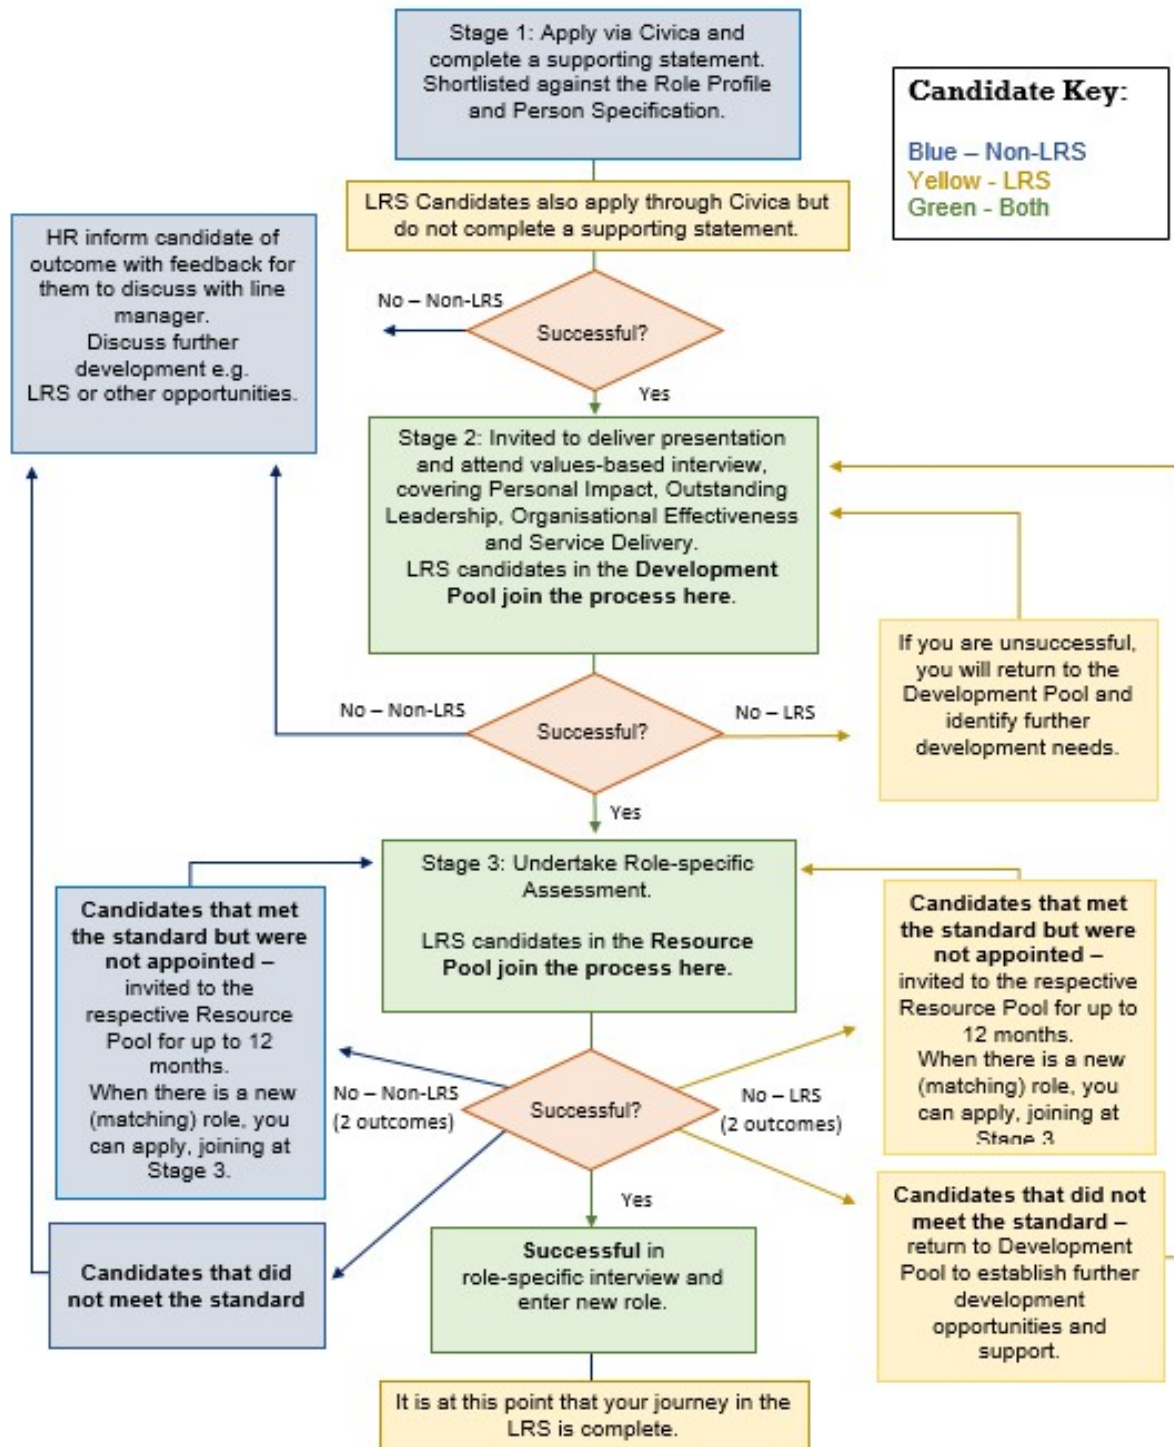 Stage 1: Apply via Civica and
complete a supporting statement.
Shortlisted against the Role Profile
and Person Specification.
Candidate Key:
Blue – Non-LRS
Yellow - LRS
Green - Both
LRS Candidates also apply through Civica but
do not complete a supporting statement.
HR inform candidate of
outcome with feedback for
them to discuss with line
manager.
Discuss further
development e.g.
LRS or other opportunities.
No – Non-LRS
Successful?
Yes
Stage 2: Invited to deliver presentation
and attend values-based interview,
covering Personal Impact, Outstanding
Leadership, Organisational Effectiveness
and Service Delivery.
LRS candidates in the Development
Pool join the process here.
If you are unsuccessful,
you will return to the
Development Pool and
identify further
development needs.
No – Non-LRS
Successful?
No – LRS
Yes
Stage 3: Undertake Role-specific
Assessment.
LRS candidates in the Resource
Pool join the process here.
Candidates that met
the standard but were
not appointed –
invited to the
respective Resource
Pool for up to 12
months.
When there is a new
(matching) role, you
can apply, joining at
Stage 3.
Candidates that met
the standard but were
not appointed –
invited to the respective
Resource Pool for up to
12 months.
When there is a new
(matching) role, you
can apply, joining at
Stage 3
No – Non-LRS
(2 outcomes)
Successful?
No – LRS
(2 outcomes)
Yes
Candidates that did
not meet the standard
Successful in
role-specific interview and
enter new role.
Candidates that did not
meet the standard –
return to Development
Pool to establish further
development
opportunities and
support.
It is at this point that your journey in the
LRS is complete.